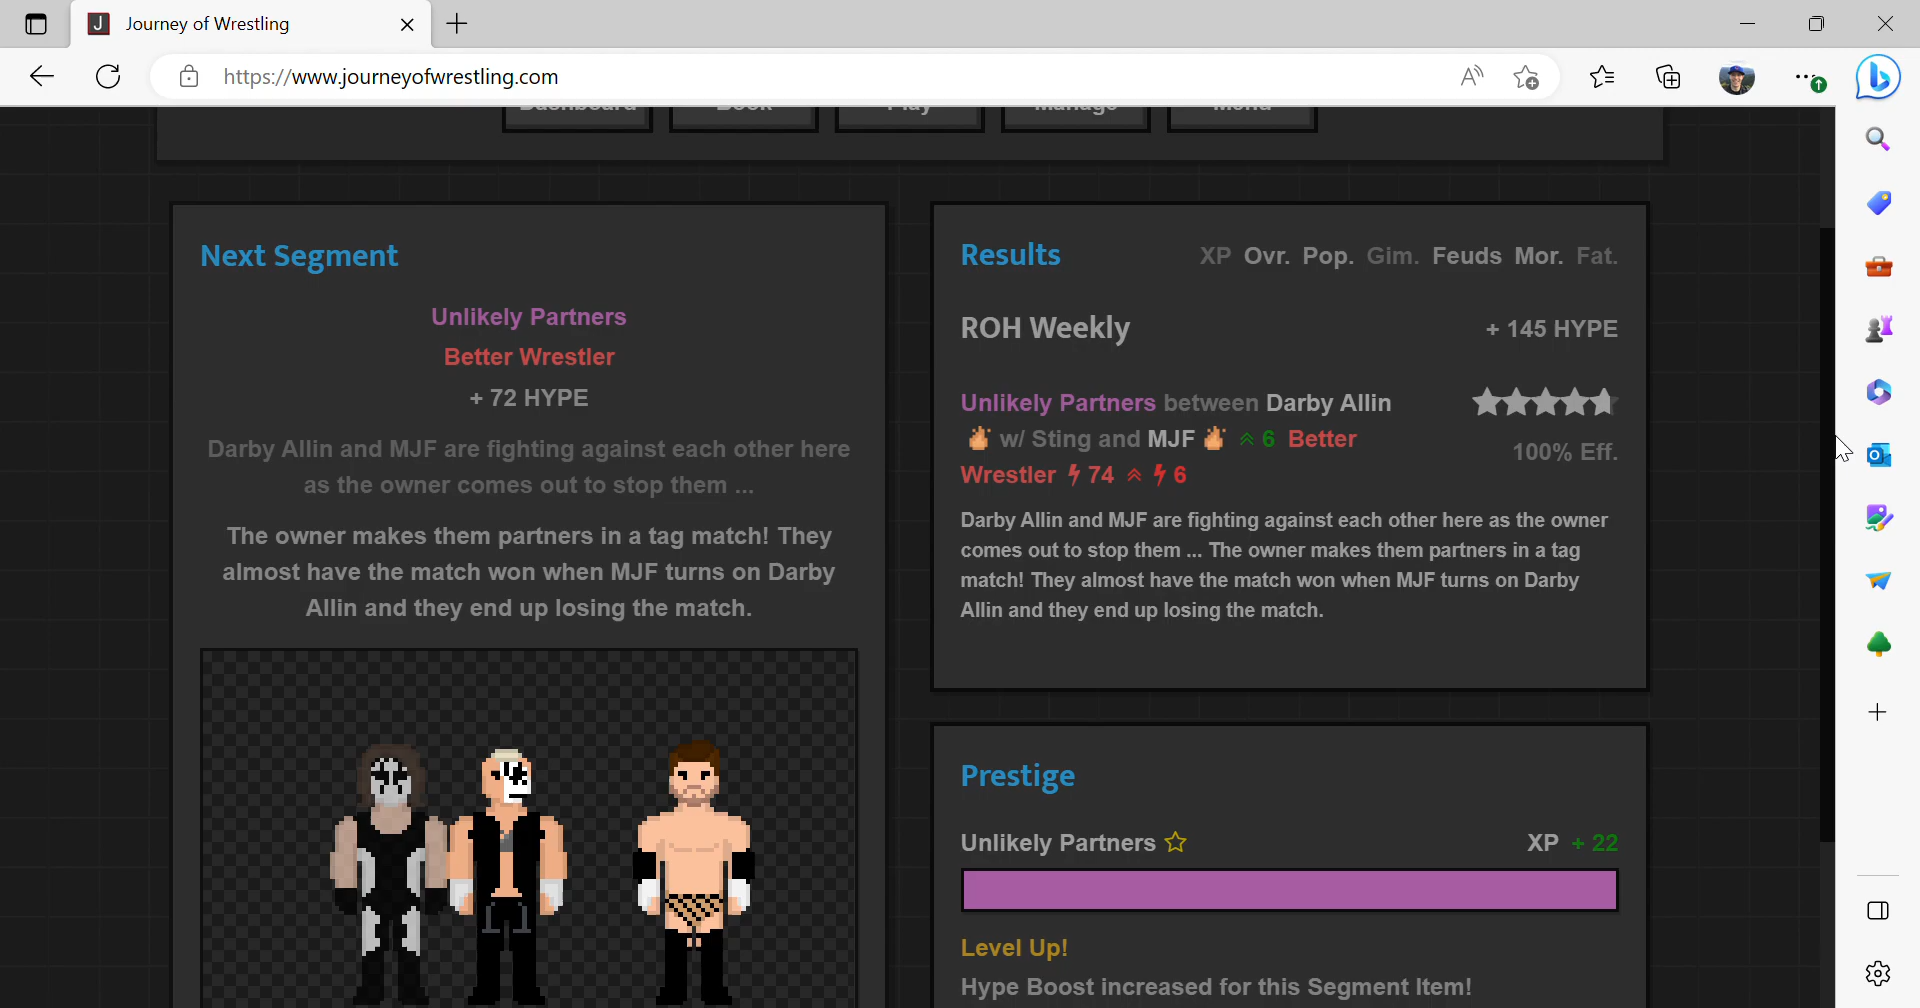 Journey of Wrestling
https://www.journeyofwrestling.com
Dashboard Book Play Manage Menu
Next Segment
Unlikely Partners
Better Wrestler
+ 72 HYPE
Darby Allin and MJF are fighting against each other here
as the owner comes out to stop them ...
The owner makes them partners in a tag match! They
almost have the match won when MJF turns on Darby
Allin and they end up losing the match.
Results XP Ovr. Pop. Gim. Feuds Mor. Fat.
ROH Weekly + 145 HYPE
Unlikely Partners between Darby Allin
w/ Sting and MJF 6 Better
100% Eff.
Wrestler 74 6
Darby Allin and MJF are fighting against each other here as the owner
comes out to stop them ... The owner makes them partners in a tag
match! They almost have the match won when MJF turns on Darby
Allin and they end up losing the match.
Prestige
Unlikely Partners XP + 22
Level Up!
Hype Boost increased for this Segment Item!